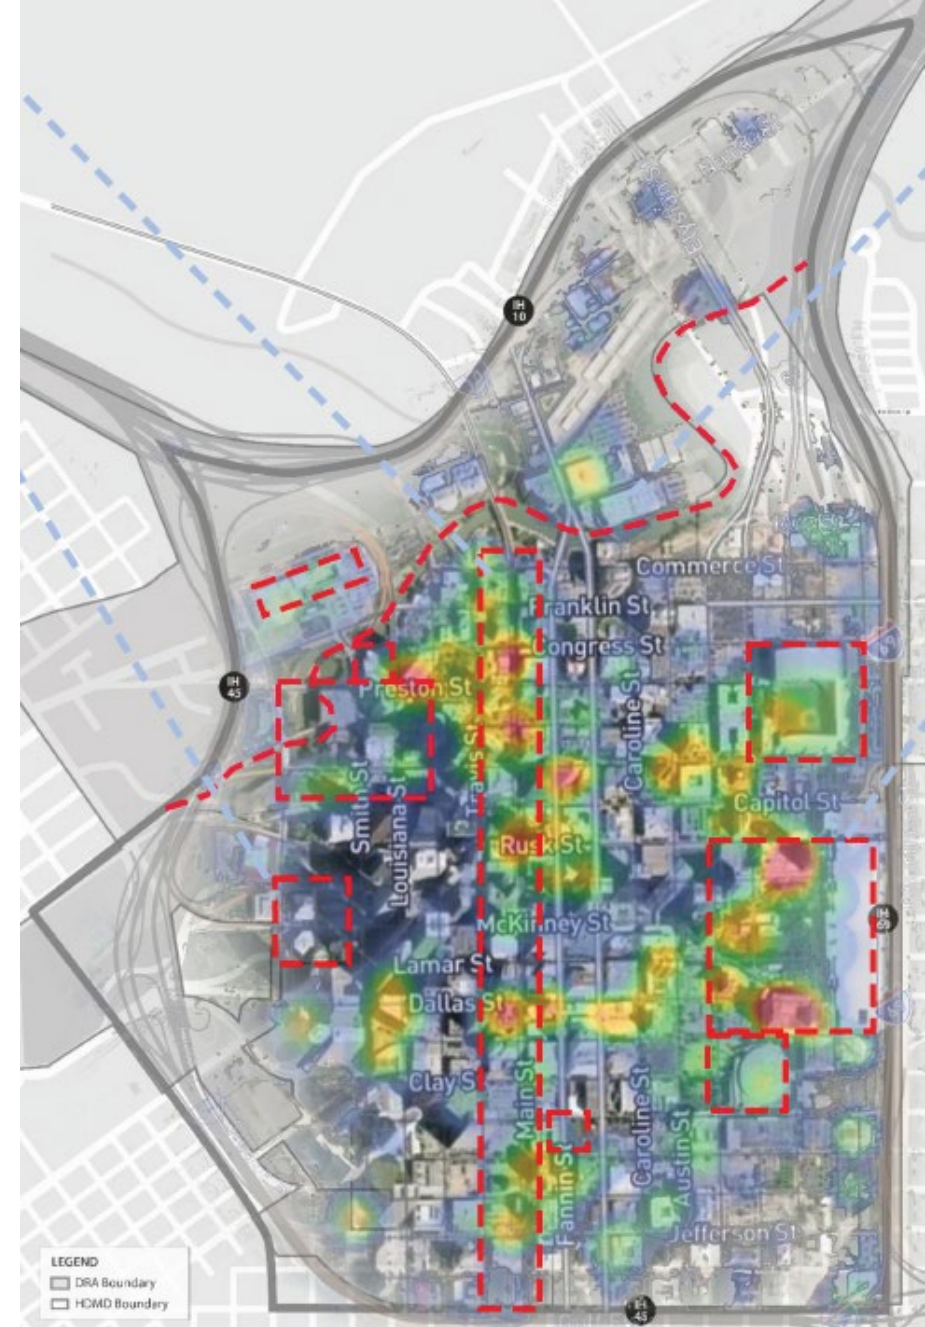 IH
10
Commerce St
Franklin St
Congress St
IH
45
Preston St
Caroline St
Travis St
Smith St
Louisiana St
Capitol St
Rusk St
McKinney St
IH
69
Lamar St
Dallas St
Clay St
Main St
Fannin St
Caroline St
Austin St
Jefferson St
LEGEND
DRA Boundary
HDMD Boundary
IH
45